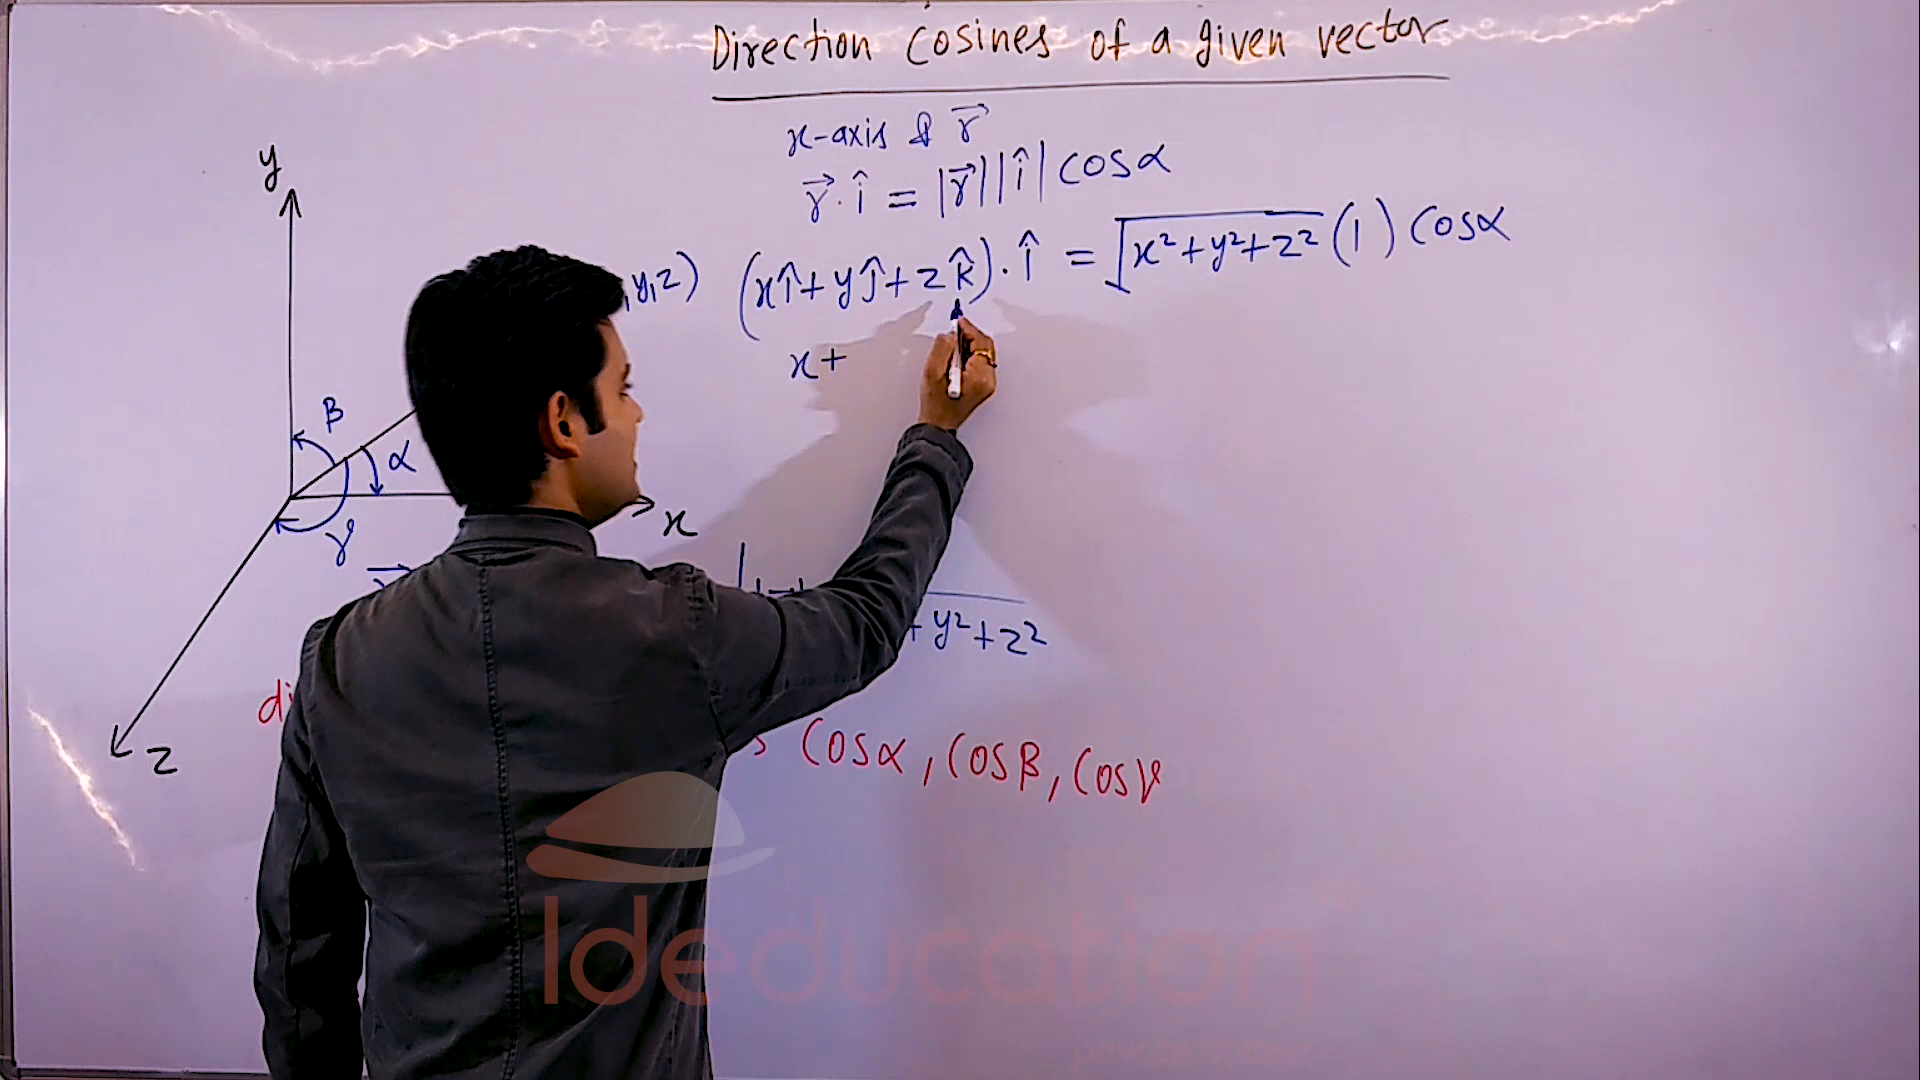 Direction Cosines of a given vector
x-axis & r⃗
r⃗.î = |r⃗||î| cosα
,y,z) (xî+yĵ+zk̂).î = √x²+y²+z² (1) cosα
x+
y
β
α
x
γ
+ y²+z²
z
cosα, cosβ, cosγ
Ideducation